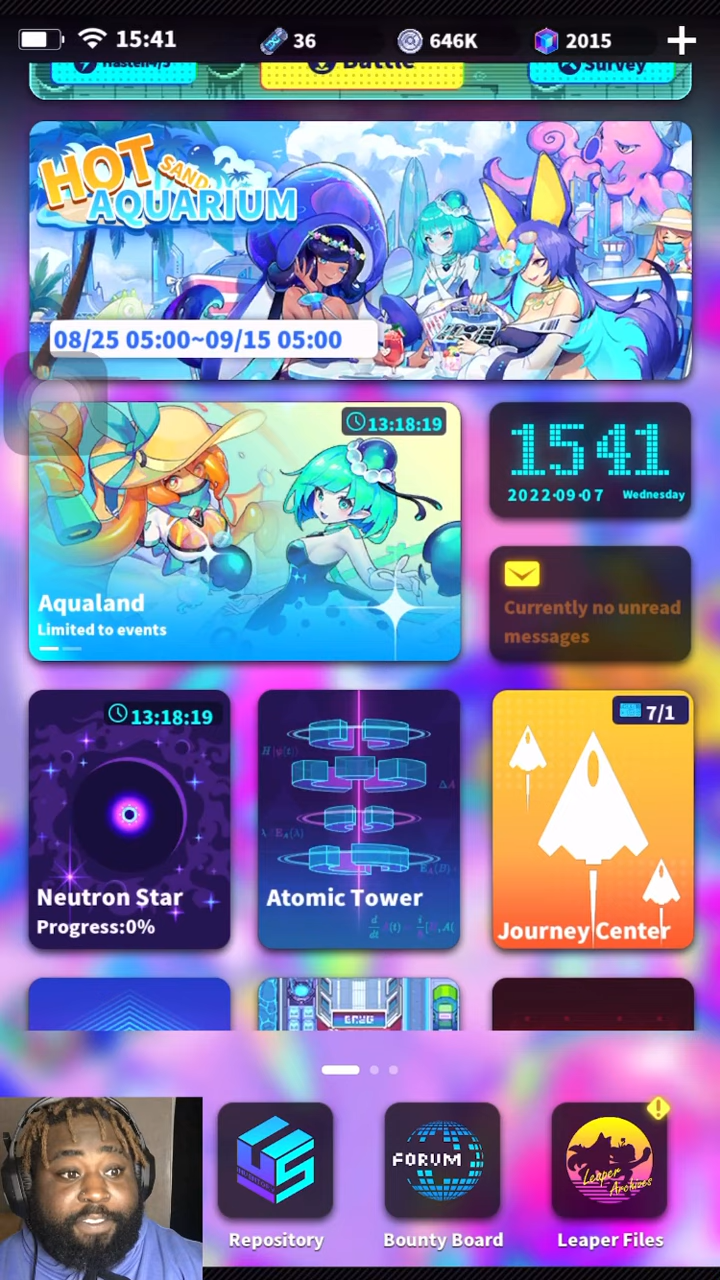 15:41
36
646K
2015
Battle
Survey
HOT
SAND
AQUARIUM
08/25 05:00~09/15 05:00
13:18:19
Aqualand
Limited to events
1541
2022·09·07 Wednesday
Currently no unread
messages
13:18:19
Neutron Star
Progress:0%
Atomic Tower
7/1
Journey Center
FORUM
Leaper
Archives
Repository
Bounty Board
Leaper Files